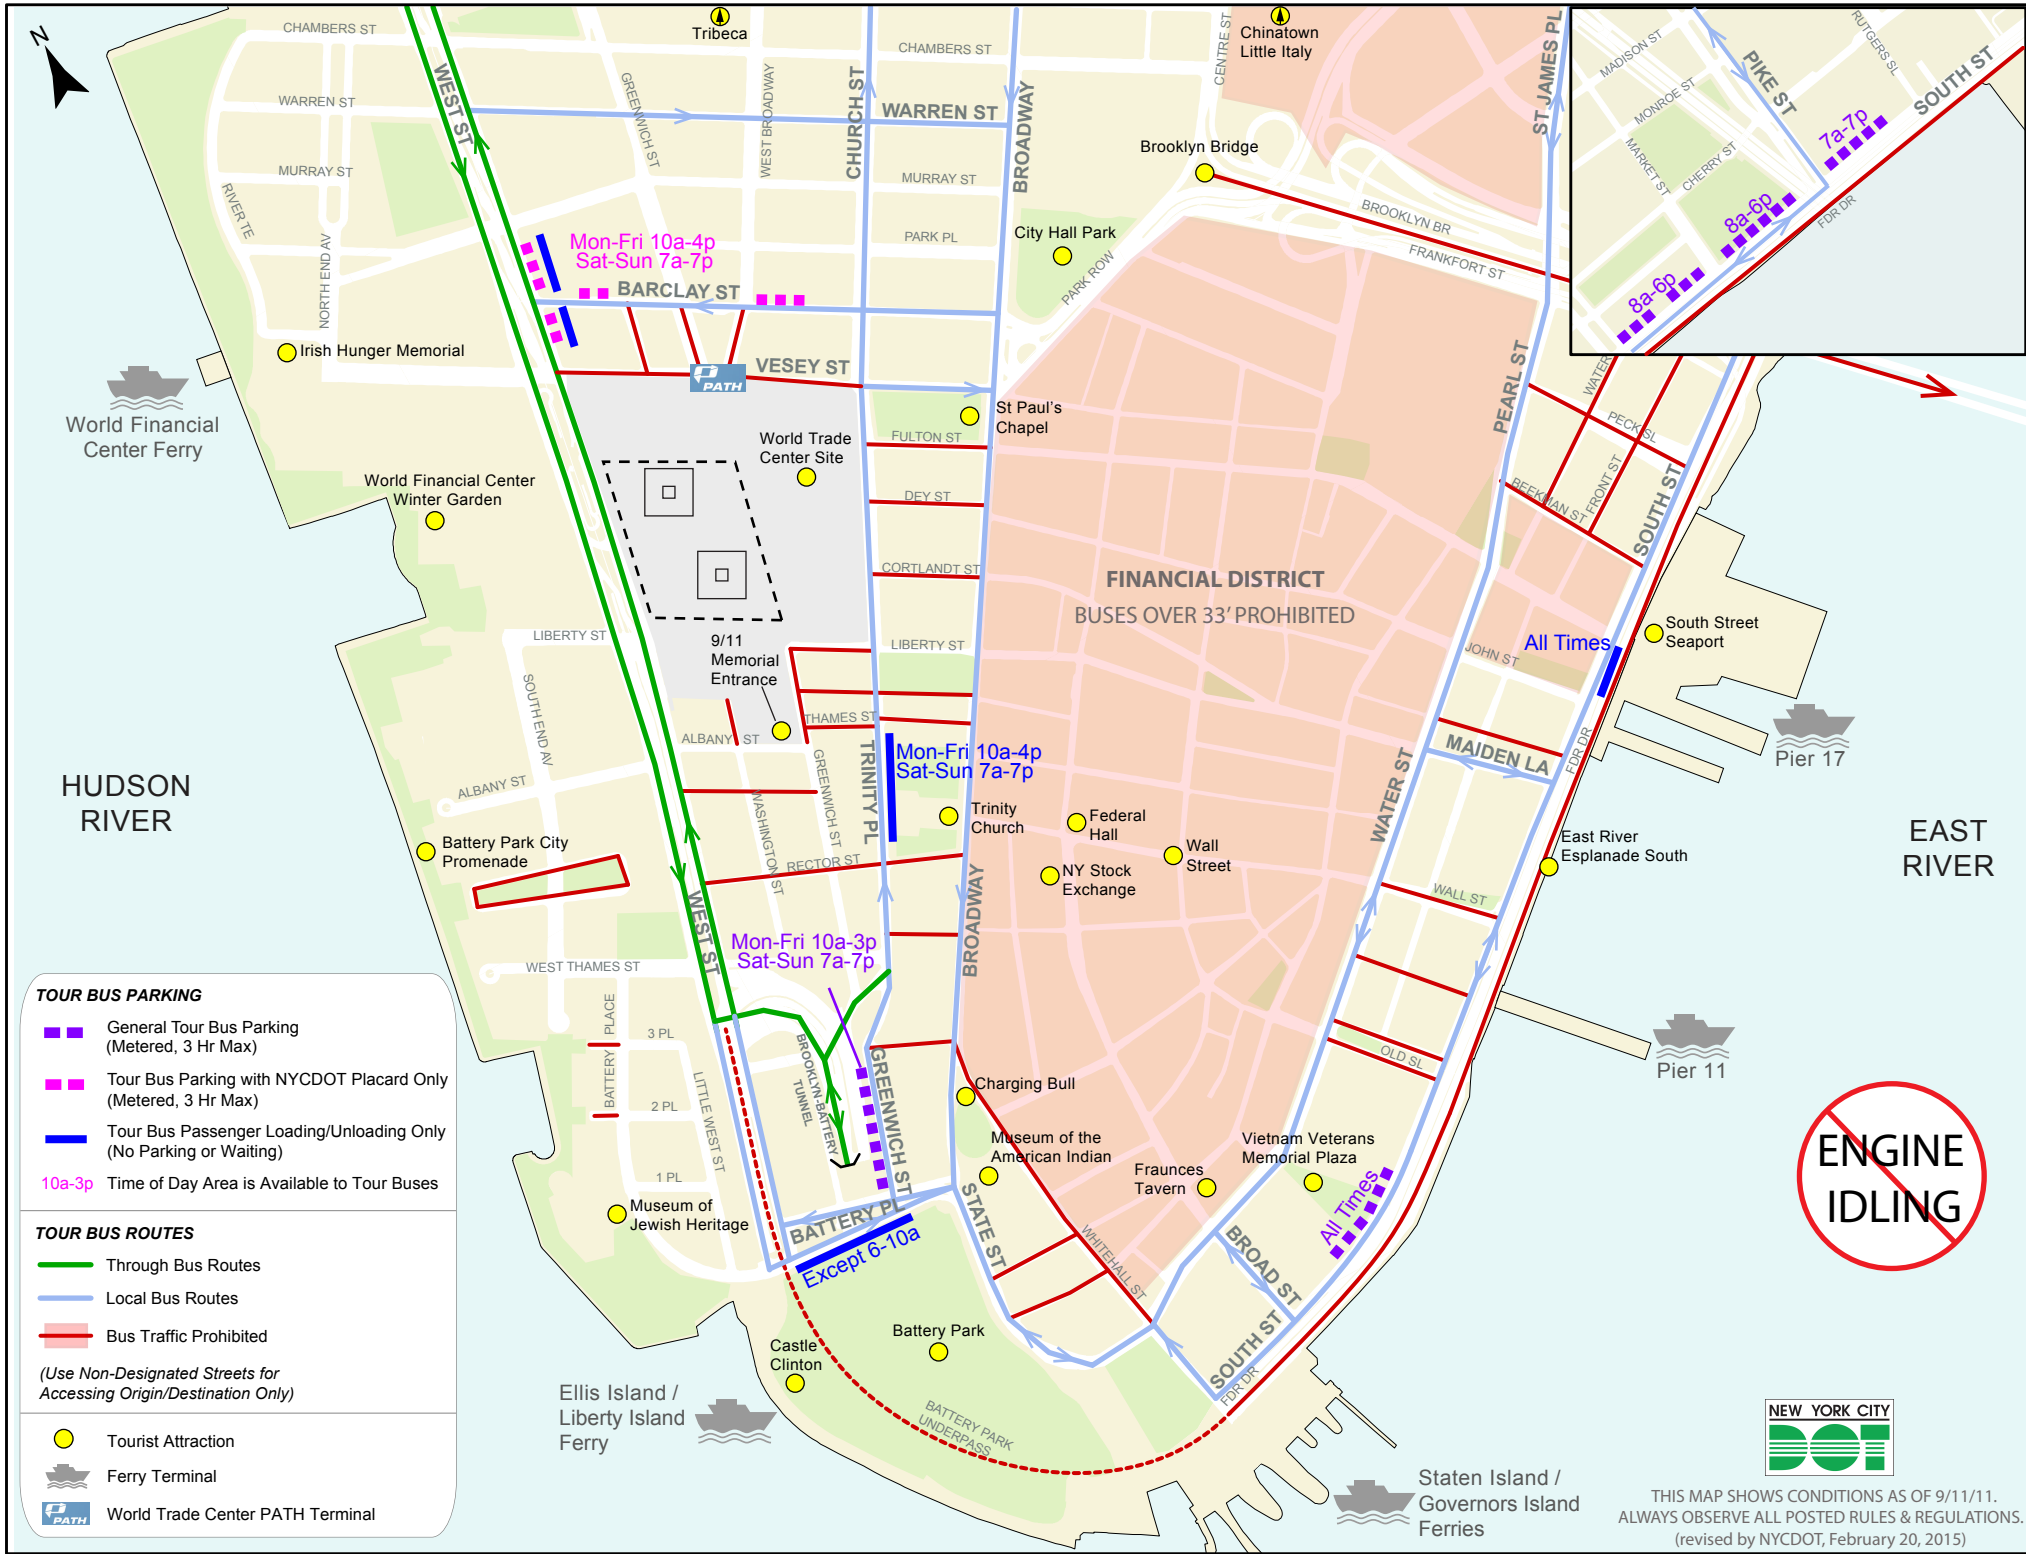 N
CHAMBERS ST
WARREN ST
MURRAY ST
RIVER TE
NORTH END AV
WEST ST
GREENWICH ST
WEST BROADWAY
Tribeca
CHURCH ST
CHAMBERS ST
WARREN ST
BROADWAY
MURRAY ST
PARK PL
CENTRE ST
Chinatown
Little Italy
ST JAMES PL
Brooklyn Bridge
BROOKLYN BR
FRANKFORT ST
City Hall Park
PARK ROW
MADISON ST
MONROE ST
MARKET ST
CHERRY ST
PIKE ST
RUTGERS SL
SOUTH ST
FDR DR
7a-7p
8a-6p
8a-6p
Mon-Fri 10a-4p
Sat-Sun 7a-7p
BARCLAY ST
VESEY ST
PATH
Irish Hunger Memorial
World Financial
Center Ferry
World Financial Center
Winter Garden
World Trade
Center Site
St Paul's
Chapel
FULTON ST
DEY ST
CORTLANDT ST
LIBERTY ST
THAMES ST
FINANCIAL DISTRICT
BUSES OVER 33' PROHIBITED
PEARL ST
WATER
PECK SL
BEEKMAN ST
FRONT ST
SOUTH ST
JOHN ST
All Times
South Street
Seaport
Pier 17
FDR DR
MAIDEN LA
WATER ST
LIBERTY ST
SOUTH END AV
ALBANY ST
9/11
Memorial
Entrance
ALBANY ST
GREENWICH ST
WASHINGTON ST
TRINITY PL
Mon-Fri 10a-4p
Sat-Sun 7a-7p
Trinity
Church
Federal
Hall
NY Stock
Exchange
Wall
Street
East River
Esplanade South
WALL ST
OLD SL
HUDSON
RIVER
EAST
RIVER
Battery Park City
Promenade
RECTOR ST
WEST ST
WEST THAMES ST
BATTERY PLACE
3 PL
2 PL
1 PL
LITTLE WEST ST
Mon-Fri 10a-3p
Sat-Sun 7a-7p
BROOKLYN-BATTERY
TUNNEL
GREENWICH ST
BROADWAY
Charging Bull
Museum of the
American Indian
Fraunces
Tavern
Vietnam Veterans
Memorial Plaza
All Times
Pier 11
Museum of
Jewish Heritage
BATTERY PL
Except 6-10a
STATE ST
WHITEHALL ST
BROAD ST
SOUTH ST
FDR DR
Battery Park
Castle
Clinton
BATTERY PARK
UNDERPASS
Ellis Island /
Liberty Island
Ferry
Staten Island /
Governors Island
Ferries
ENGINE
IDLING
TOUR BUS PARKING
General Tour Bus Parking
(Metered, 3 Hr Max)
Tour Bus Parking with NYCDOT Placard Only
(Metered, 3 Hr Max)
Tour Bus Passenger Loading/Unloading Only
(No Parking or Waiting)
10a-3p Time of Day Area is Available to Tour Buses
TOUR BUS ROUTES
Through Bus Routes
Local Bus Routes
Bus Traffic Prohibited
(Use Non-Designated Streets for
Accessing Origin/Destination Only)
Tourist Attraction
Ferry Terminal
PATH World Trade Center PATH Terminal
NEW YORK CITY
DOT
THIS MAP SHOWS CONDITIONS AS OF 9/11/11.
ALWAYS OBSERVE ALL POSTED RULES & REGULATIONS.
(revised by NYCDOT, February 20, 2015)